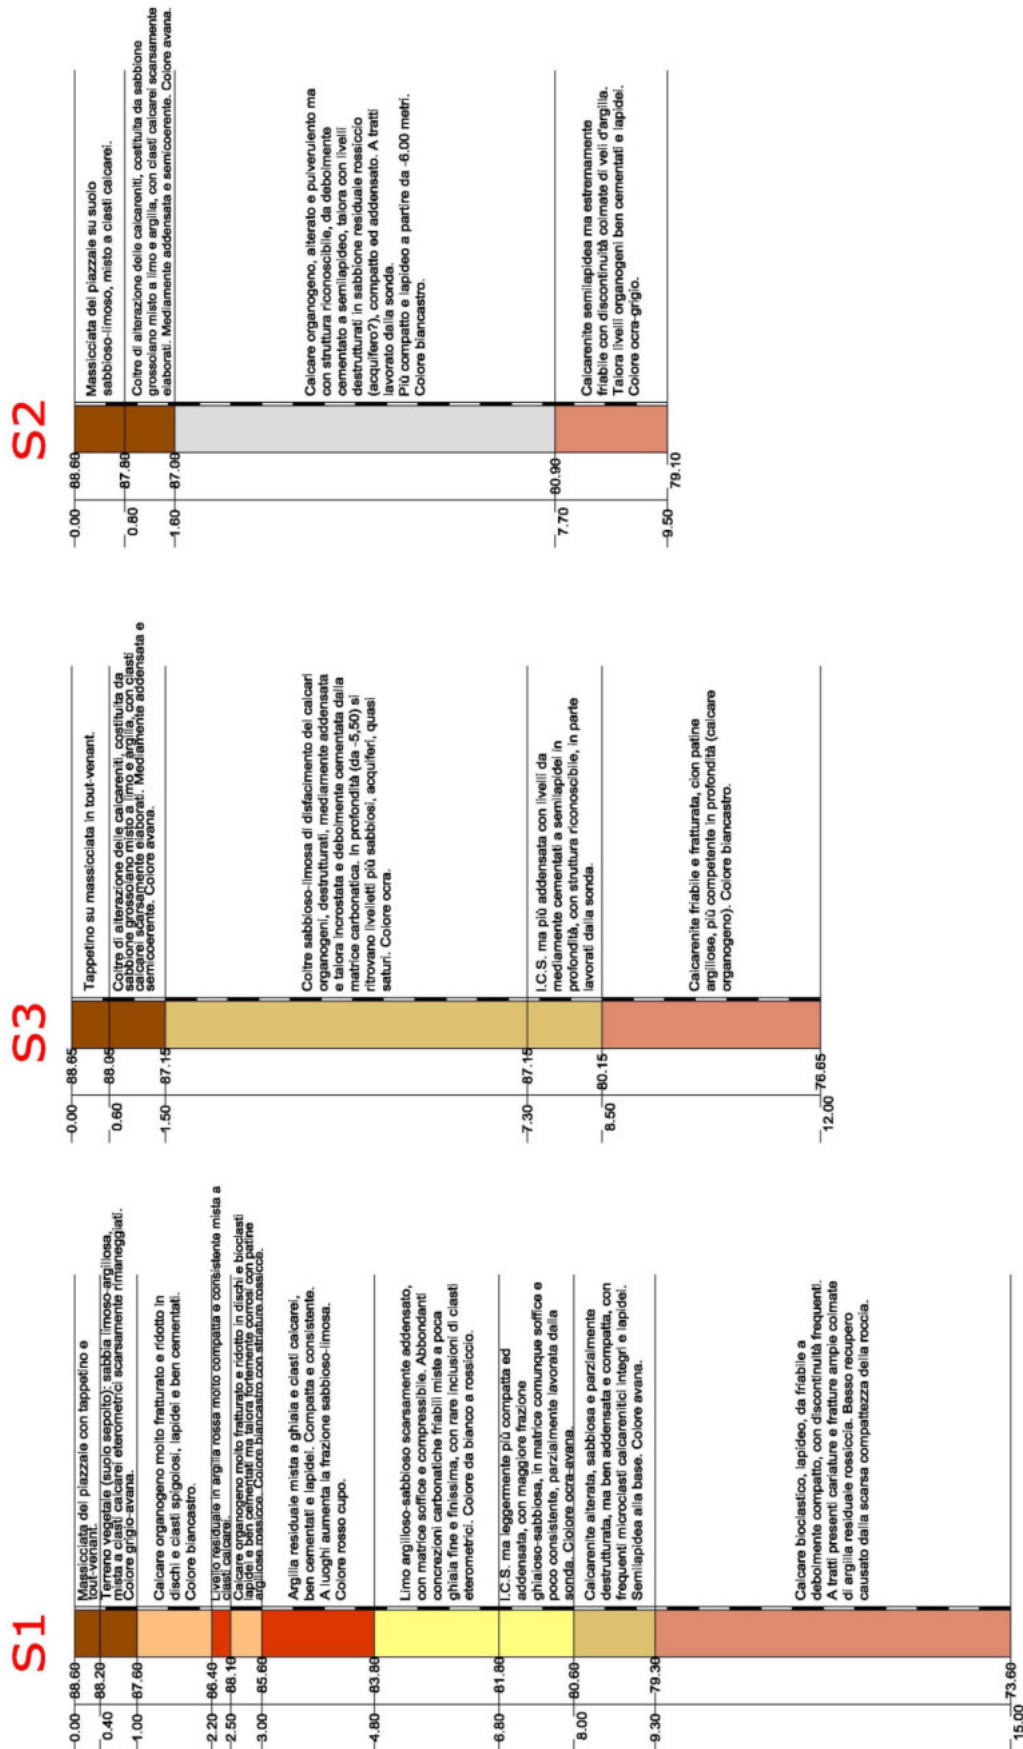 S1
0.00 88.60
Massicciata del piazzale con tappetino e
tout-venant.
0.40 88.20
Terreno vegetale (suolo sepolto): sabbia limoso-argillosa,
mista a clasti calcarei eterometrici scarsamente rimaneggiati.
Colore grigio-avana.
1.00 87.60
Calcare organogeno molto fratturato e ridotto in
dischi e clasti spigolosi, lapidei e ben cementati.
Colore biancastro.
2.20 86.40
Livello residuale in argilla rossa molto compatta e consistente mista a
clasti calcarei.
2.50 88.10
Calcare organogeno molto fratturato e ridotto in dischi e bioclasti
lapidei e ben cementati ma talora fortemente corrosi con patine
argillose rossicce. Colore biancastro con striature rossicce.
3.00 85.60
Argilla residuale mista a ghiaia e clasti calcarei,
ben cementati e lapidei. Compatta e consistente.
A luoghi aumenta la frazione sabbioso-limosa.
Colore rosso cupo.
4.80 83.80
Limo argilloso-sabbioso scarsamente addensato,
con matrice soffice e compressibile. Abbondanti
concrezioni carbonatiche friabili miste a poca
ghiaia fine e finissima, con rare inclusioni di clasti
eterometrici. Colore da bianco a rossiccio.
6.80 81.80
I.C.S. ma leggermente più compatta ed
addensata, con maggiore frazione
ghiaioso-sabbiosa, in matrice comunque soffice e
poco consistente, parzialmente lavorata dalla
sonda. Ciolore ocra-avana.
8.00 80.60
Calcarenite alterata, sabbiosa e parzialmente
destrutturata, ma ben addensata e compatta, con
frequenti microclasti calcarenitici integri e lapidei.
Semilapidea alla base. Colore avana.
9.30 79.30
Calcare bioclastico, lapideo, da friabile a
debolmente compatto, con discontinuità frequenti.
A tratti presenti cariature e fratture ampie colmate
di argilla residuale rossiccia. Basso recupero
causato dalla scarsa compattezza della roccia.
15.00 73.60
S3
0.00 88.65
Tappetino su massicciata in tout-venant.
0.60 88.05
Coltre di alterazione delle calcareniti, costituita da
sabbione grossolano misto a limo e argilla, con clasti
calcarei scarsamente elaborati. Mediamente addensata e
semicoerente. Colore avana.
1.50 87.15
Coltre sabbioso-limosa di disfacimento dei calcari
organogeni, destrutturati, mediamente addensata
e talora incrostata e debolmente cementata dalla
matrice carbonatica. In profondità (da -5,50) si
ritrovano livelletti più sabbiosi, acquiferi, quasi
saturi. Colore ocra.
7.30 87.15
I.C.S. ma più addensata con livelli da
mediamente cementati a semilapidei in
profondità, con struttura riconoscibile, in parte
lavorati dalla sonda.
8.50 80.15
Calcarenite friabile e fratturata, cion patine
argillose, più competente in profondità (calcare
organogeno). Colore biancastro.
12.00 76.65
S2
0.00 88.60
Massicciata del piazzale su suolo
sabbioso-limoso, misto a clasti calcarei.
0.80 87.80
Coltre di alterazione delle calcareniti, costituita da sabbione
grossolano misto a limo e argilla, con clasti calcarei scarsamente
elaborati. Mediamente addensata e semicoerente. Colore avana.
1.60 87.00
Calcare organogeno, alterato e pulverulento ma
con struttura riconoscibile, da debolmente
cementato a semilapideo, talora con livelli
destrutturati in sabbione residuale rossiccio
(acquifero?), compatto ed addensato. A tratti
lavorato dalla sonda.
Più compatto e lapideo a partire da -6.00 metri.
Colore biancastro.
7.70 80.90
Calcarenite semilapidea ma estremamente
friabile con discontinuità colmate di veli d'argilla.
Talora livelli organogeni ben cementati e lapidei.
Colore ocra-grigio.
9.50 79.10